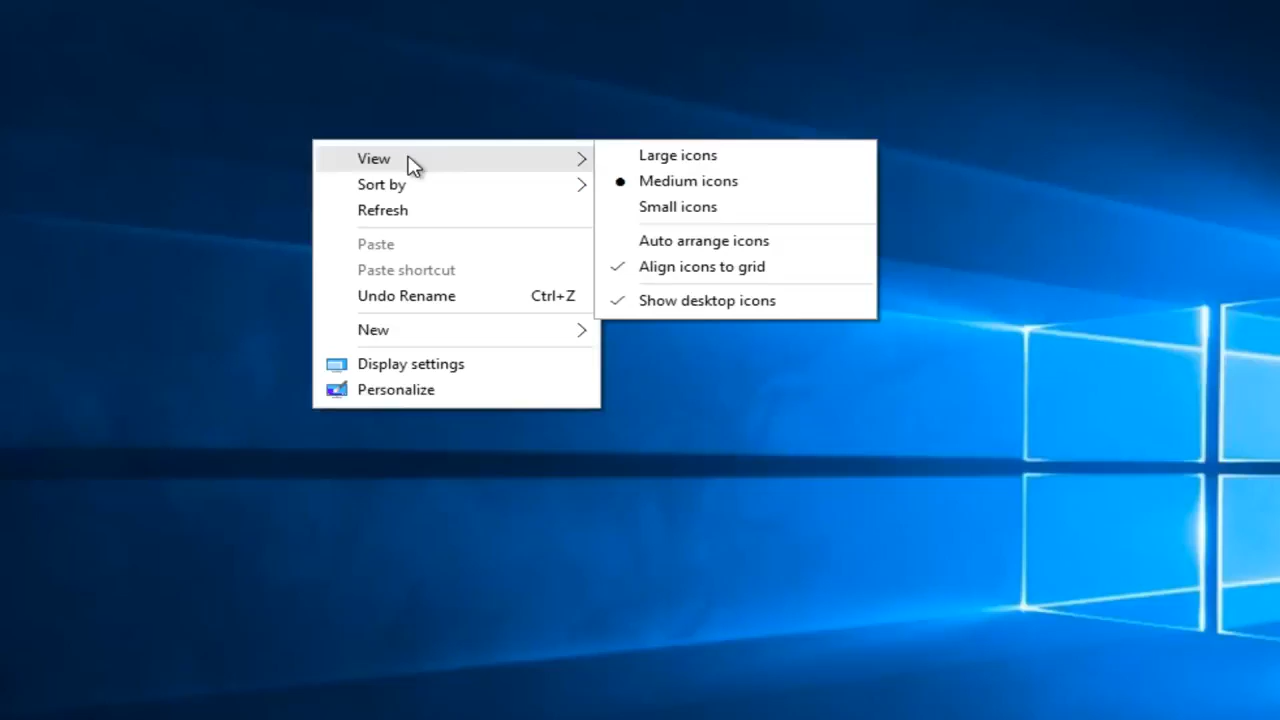 View
Sort by
Refresh
Paste
Paste shortcut
Undo Rename Ctrl+Z
New
Display settings
Personalize
Large icons
Medium icons
Small icons
Auto arrange icons
Align icons to grid
Show desktop icons